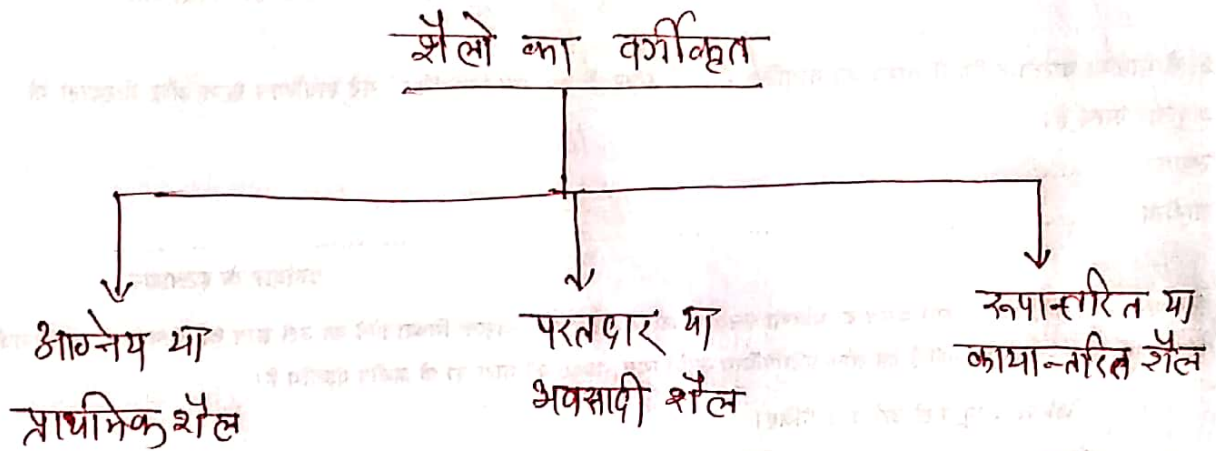 शैलो का वर्गीकृत
आग्नेय या
प्राथमिक शैल
परतदार या
अवसादी शैल
रूपान्तरित या
कायान्तरित शैल